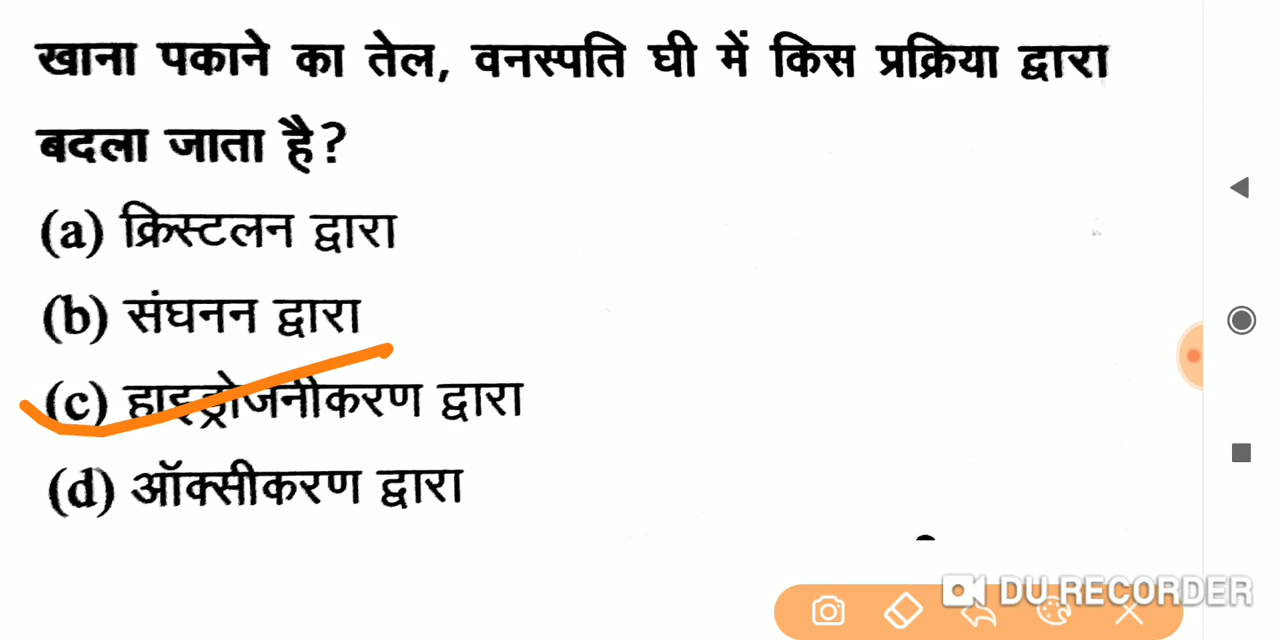 खाना पकाने का तेल, वनस्पति घी में किस प्रक्रिया द्वारा
बदला जाता है?
(a) क्रिस्टलन द्वारा
(b) संघनन द्वारा
(c) हाइड्रोजनीकरण द्वारा
(d) ऑक्सीकरण द्वारा
DU RECORDER